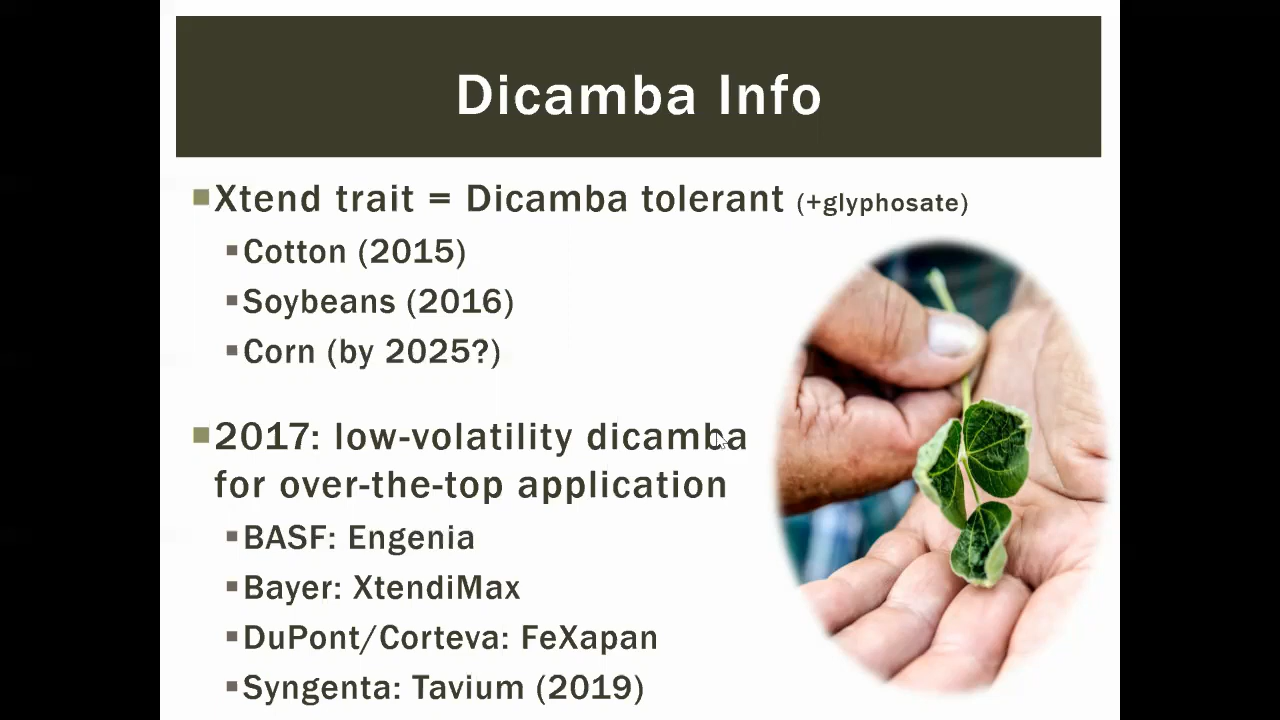 Dicamba Info
Xtend trait = Dicamba tolerant (+glyphosate)
Cotton (2015)
Soybeans (2016)
Corn (by 2025?)
2017: low-volatility dicamba
for over-the-top application
BASF: Engenia
Bayer: XtendiMax
DuPont/Corteva: FeXapan
Syngenta: Tavium (2019)